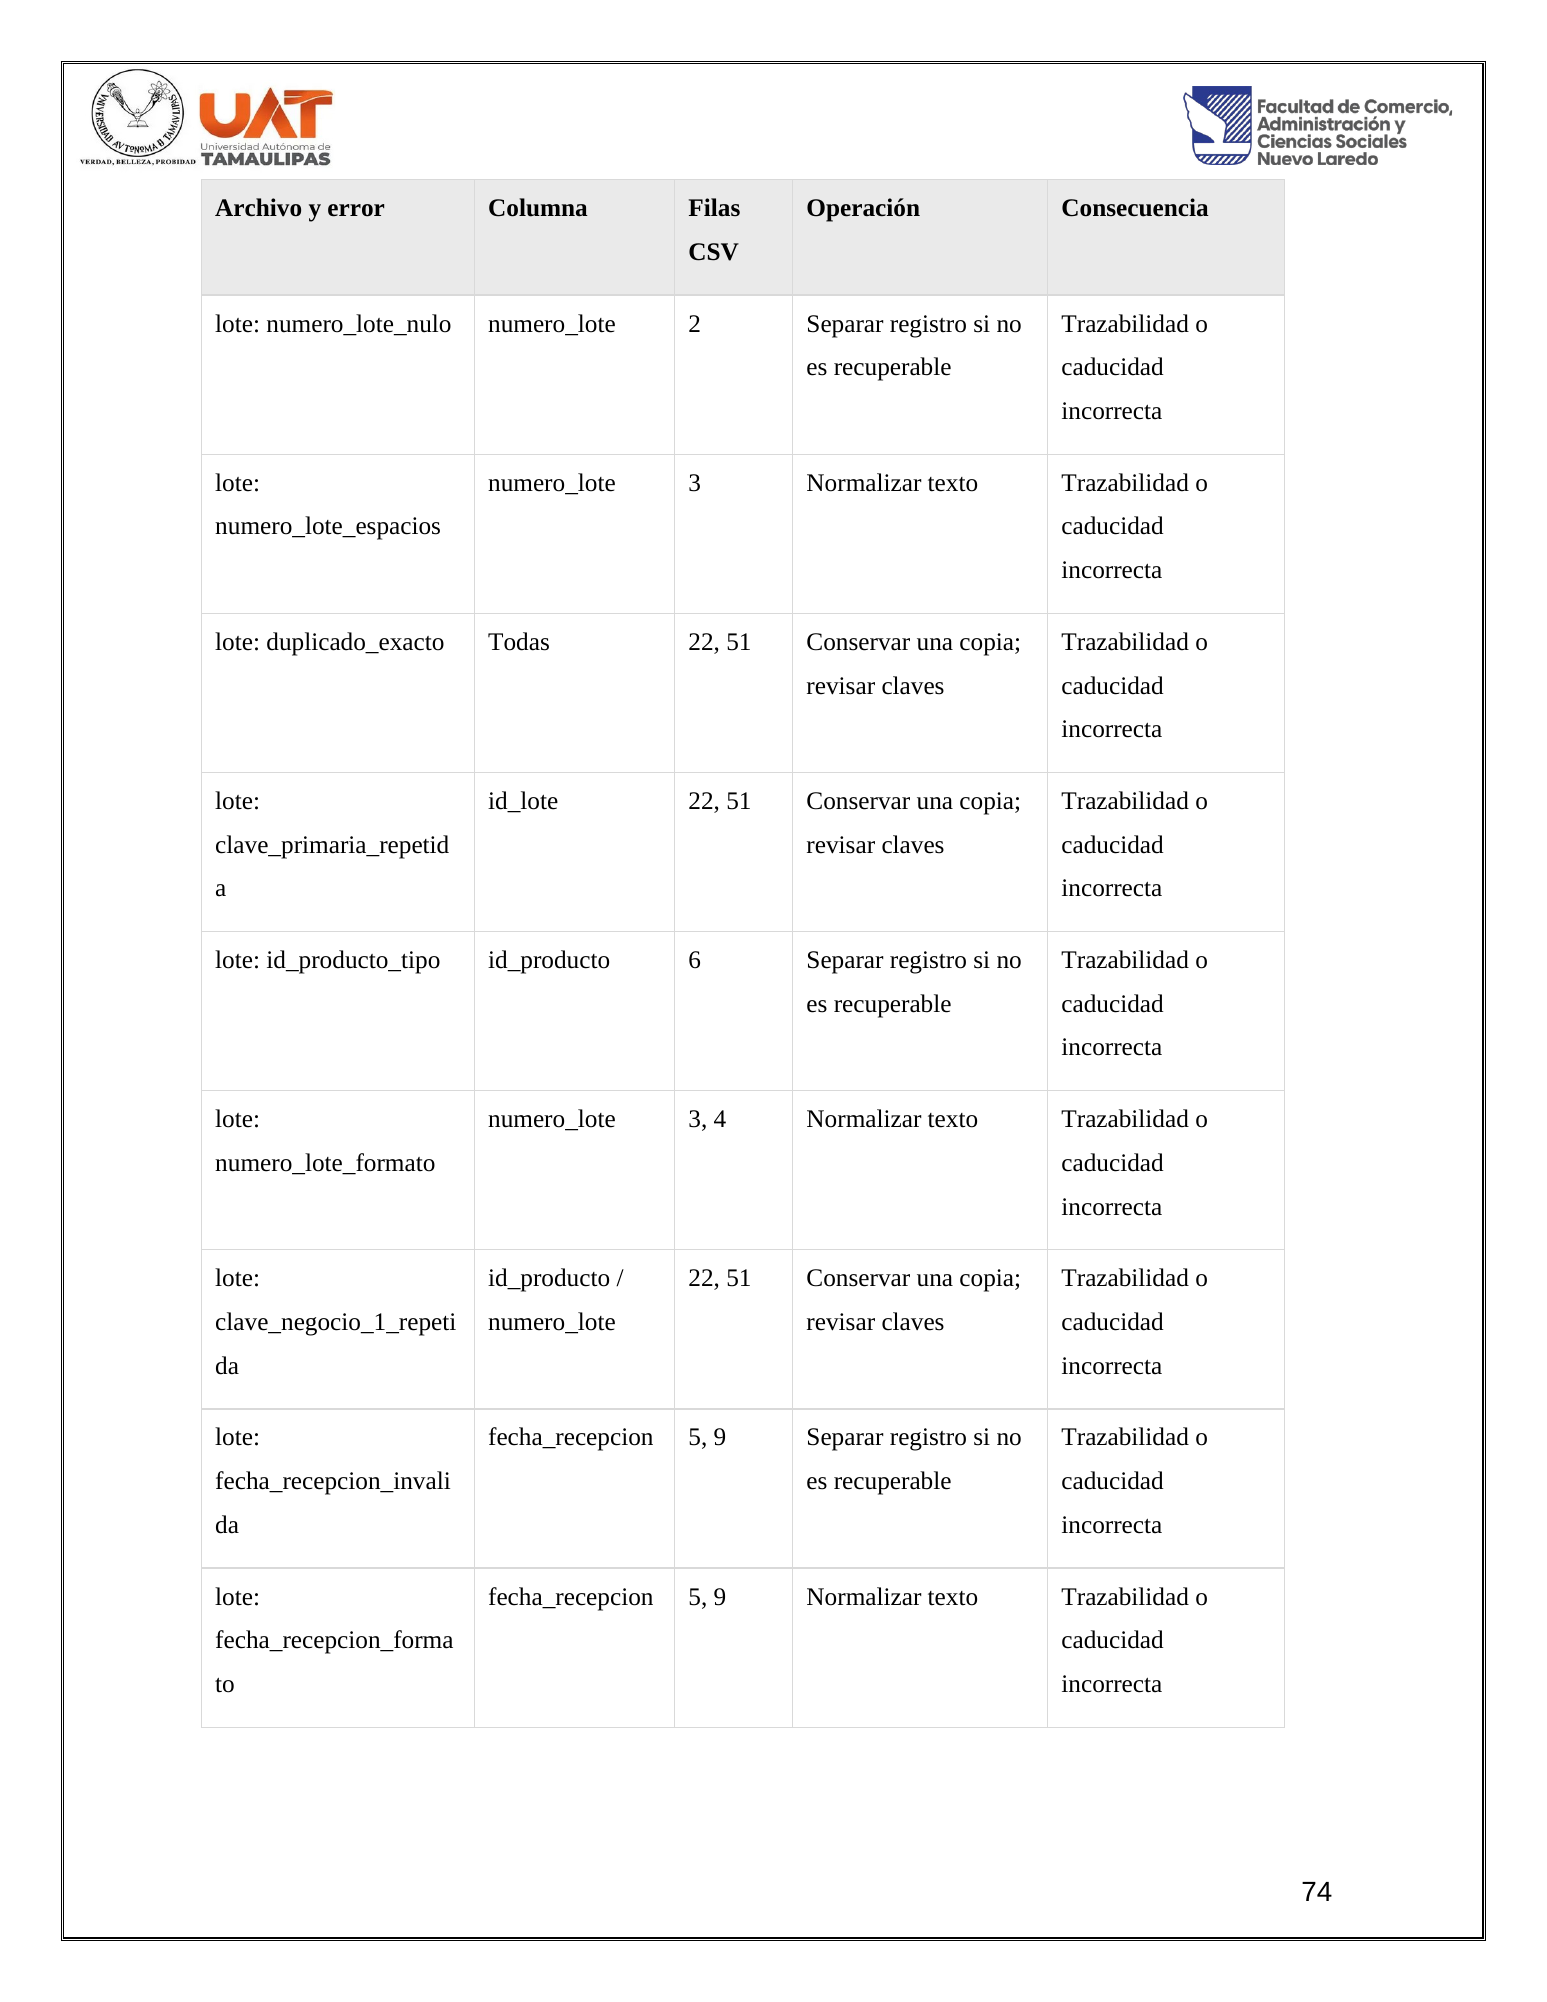 UNIVERSIDAD AVTONOMA D TAMAVLIPAS
VERDAD, BELLEZA, PROBIDAD
UAT
Universidad Autónoma de
TAMAULIPAS
Facultad de Comercio,
Administración y
Ciencias Sociales
Nuevo Laredo
Archivo y error Columna Filas Operación Consecuencia
CSV
lote: numero_lote_nulo numero_lote 2 Separar registro si no Trazabilidad o
es recuperable caducidad
incorrecta
lote: numero_lote 3 Normalizar texto Trazabilidad o
numero_lote_espacios caducidad
incorrecta
lote: duplicado_exacto Todas 22, 51 Conservar una copia; Trazabilidad o
revisar claves caducidad
incorrecta
lote: id_lote 22, 51 Conservar una copia; Trazabilidad o
clave_primaria_repetid revisar claves caducidad
a incorrecta
lote: id_producto_tipo id_producto 6 Separar registro si no Trazabilidad o
es recuperable caducidad
incorrecta
lote: numero_lote 3, 4 Normalizar texto Trazabilidad o
numero_lote_formato caducidad
incorrecta
lote: id_producto / 22, 51 Conservar una copia; Trazabilidad o
clave_negocio_1_repeti numero_lote revisar claves caducidad
da incorrecta
lote: fecha_recepcion 5, 9 Separar registro si no Trazabilidad o
fecha_recepcion_invali es recuperable caducidad
da incorrecta
lote: fecha_recepcion 5, 9 Normalizar texto Trazabilidad o
fecha_recepcion_forma caducidad
to incorrecta
74